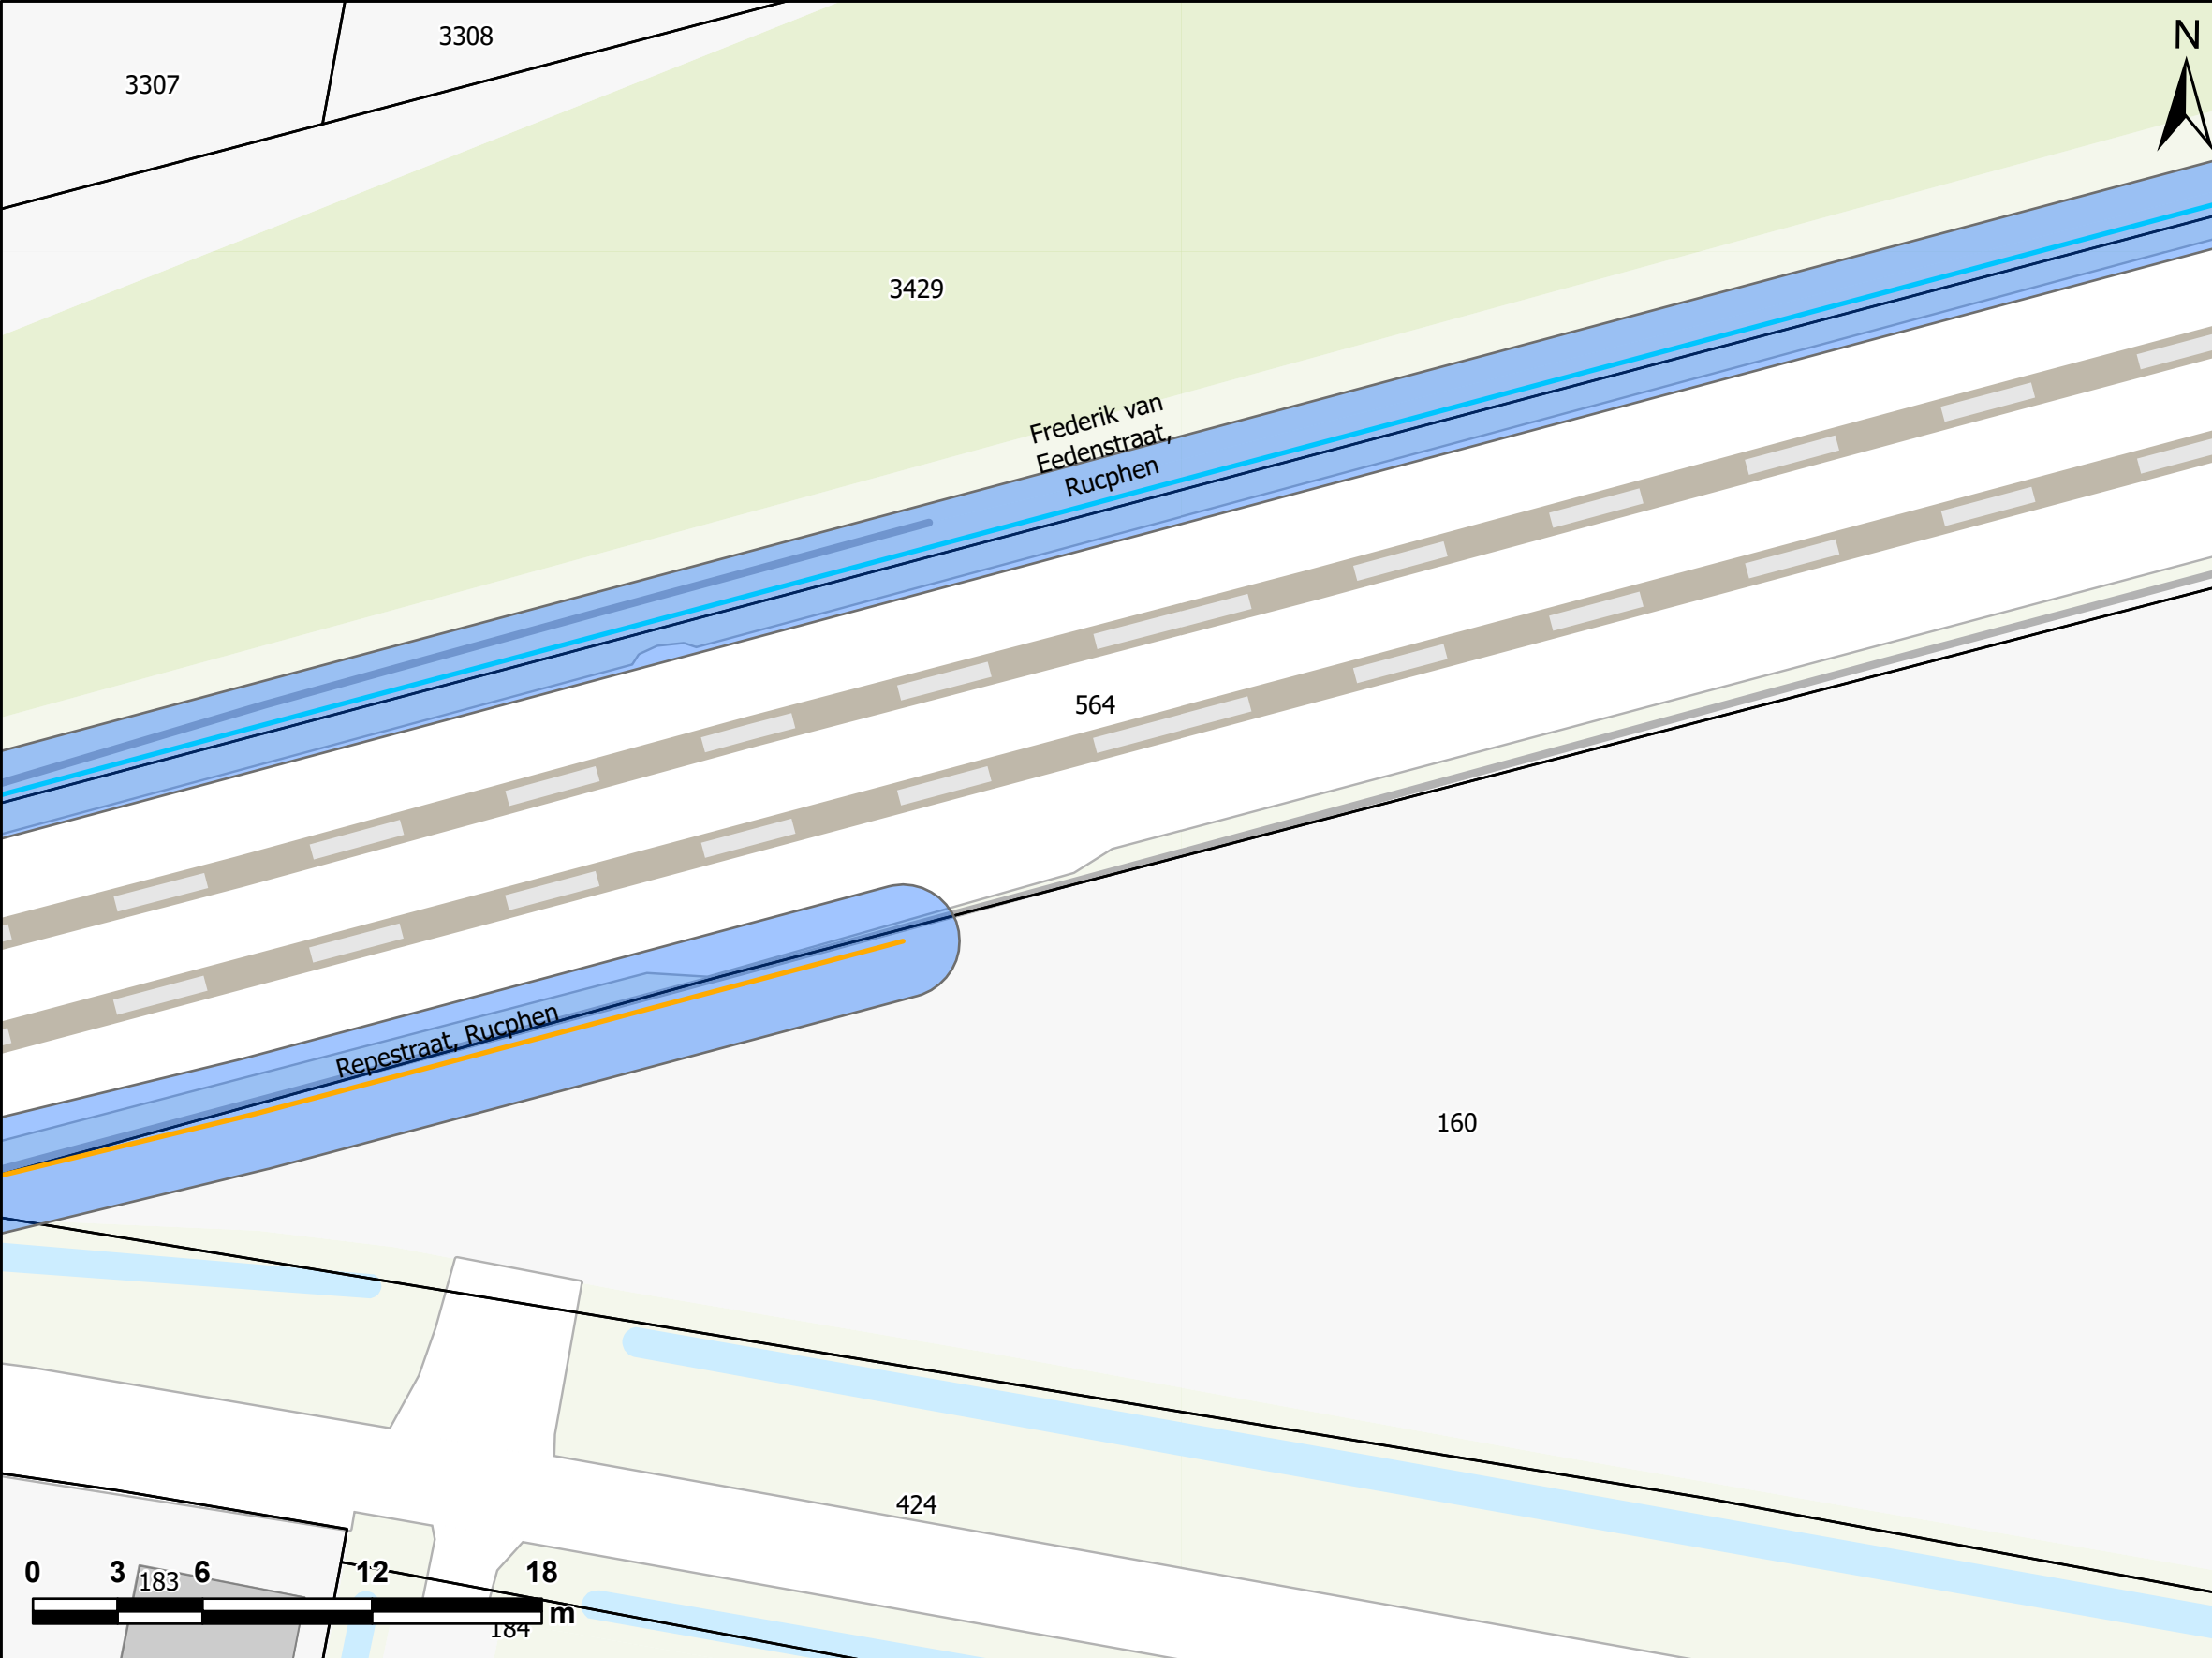 3308
N
3307
3429
Frederik van
Eedenstraat,
Rucphen
564
Repestraat, Rucphen
160
424
0 3 6 12 18
183
m
184